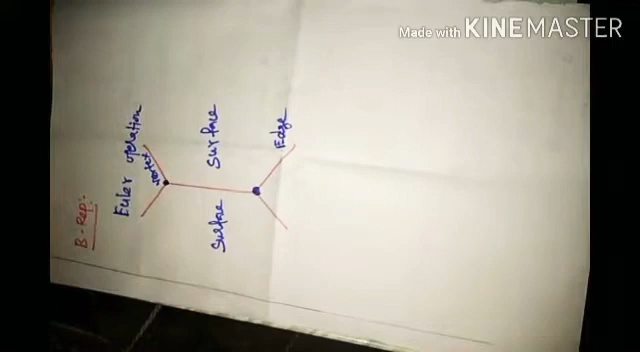 Made with KINEMASTER
B-Rep:-
Euler operation
vertex
Surface Surface
Edge